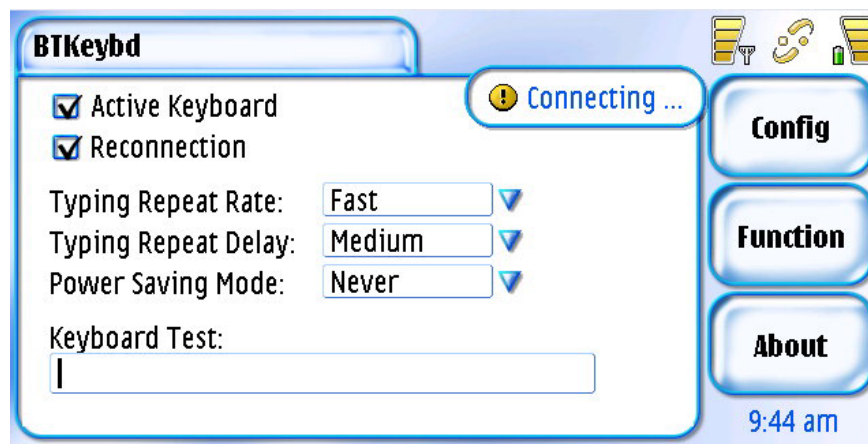 BTKeybd
Connecting ...
Active Keyboard
Reconnection
Typing Repeat Rate: Fast
Typing Repeat Delay: Medium
Power Saving Mode: Never
Keyboard Test:
Config
Function
About
9:44 am